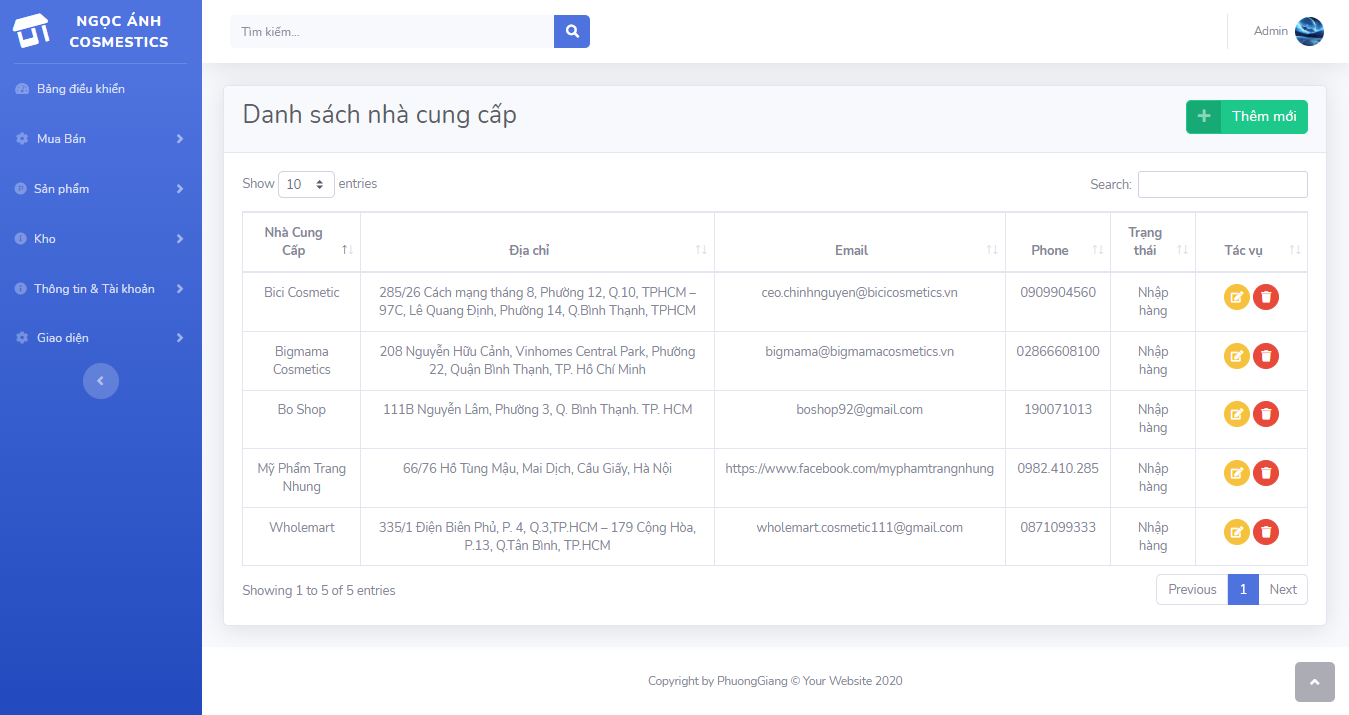 NGỌC ÁNH
COSMESTICS
Bảng điều khiển
Mua Bán
Sản phẩm
Kho
Thông tin & Tài khoản
Giao diện
Tìm kiếm...
Admin
Danh sách nhà cung cấp
Thêm mới
Show 10 entries
Search:
Nhà Cung
Cấp
Địa chỉ
Email
Phone
Trạng
thái
Tác vụ
Bici Cosmetic
285/26 Cách mạng tháng 8, Phường 12, Q.10, TPHCM –
97C, Lê Quang Định, Phường 14, Q.Bình Thạnh, TPHCM
ceo.chinhnguyen@bicicosmetics.vn
0909904560
Nhập
hàng
Bigmama
Cosmetics
208 Nguyễn Hữu Cảnh, Vinhomes Central Park, Phường
22, Quận Bình Thạnh, TP. Hồ Chí Minh
bigmama@bigmamacosmetics.vn
02866608100
Nhập
hàng
Bo Shop
111B Nguyễn Lâm, Phường 3, Q. Bình Thạnh. TP. HCM
boshop92@gmail.com
190071013
Nhập
hàng
Mỹ Phẩm Trang
Nhung
66/76 Hồ Tùng Mậu, Mai Dịch, Cầu Giấy, Hà Nội
https://www.facebook.com/myphamtrangnhung
0982.410.285
Nhập
hàng
Wholemart
335/1 Điện Biên Phủ, P. 4, Q.3,TP.HCM – 179 Cộng Hòa,
P.13, Q.Tân Bình, TP.HCM
wholemart.cosmetic111@gmail.com
0871099333
Nhập
hàng
Showing 1 to 5 of 5 entries
Previous 1 Next
Copyright by PhuongGiang © Your Website 2020